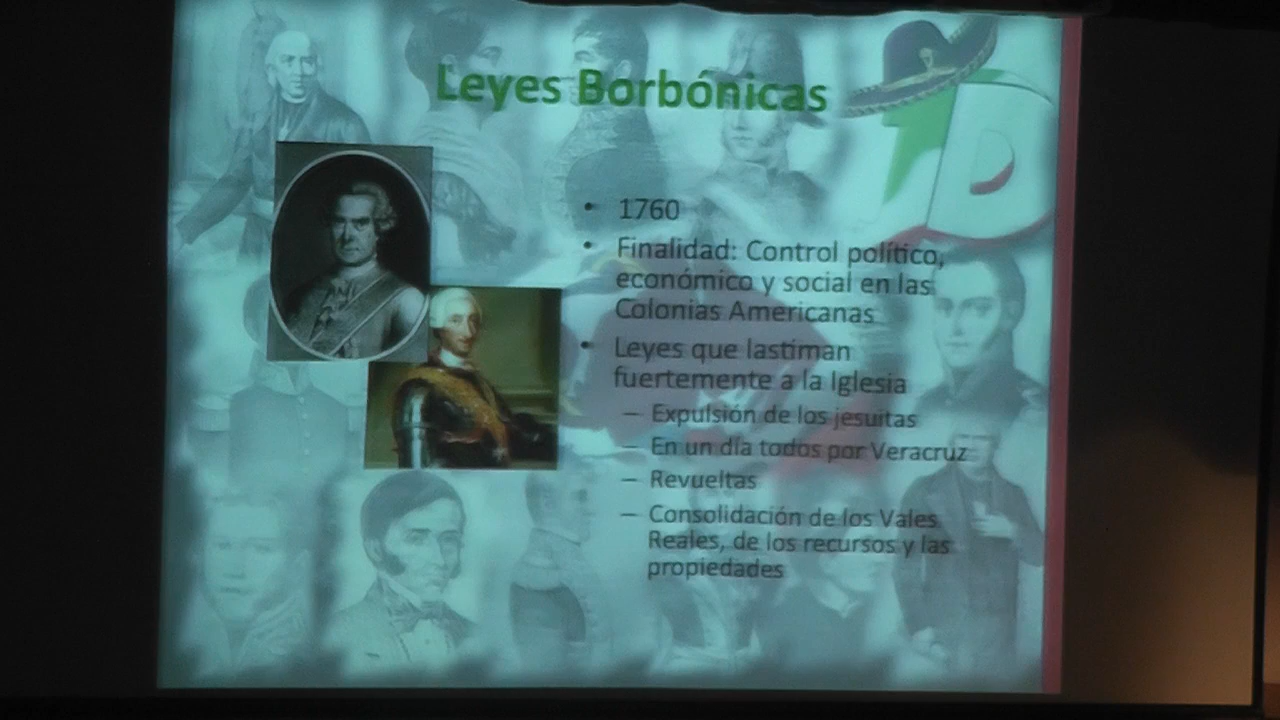 Leyes Borbónicas
• 1760
• Finalidad: Control político,
económico y social en las
Colonias Americanas
• Leyes que lastiman
fuertemente a la Iglesia
– Expulsión de los jesuitas
– En un día todos por Veracruz
– Revueltas
– Consolidación de los Vales
Reales, de los recursos y las
propiedades